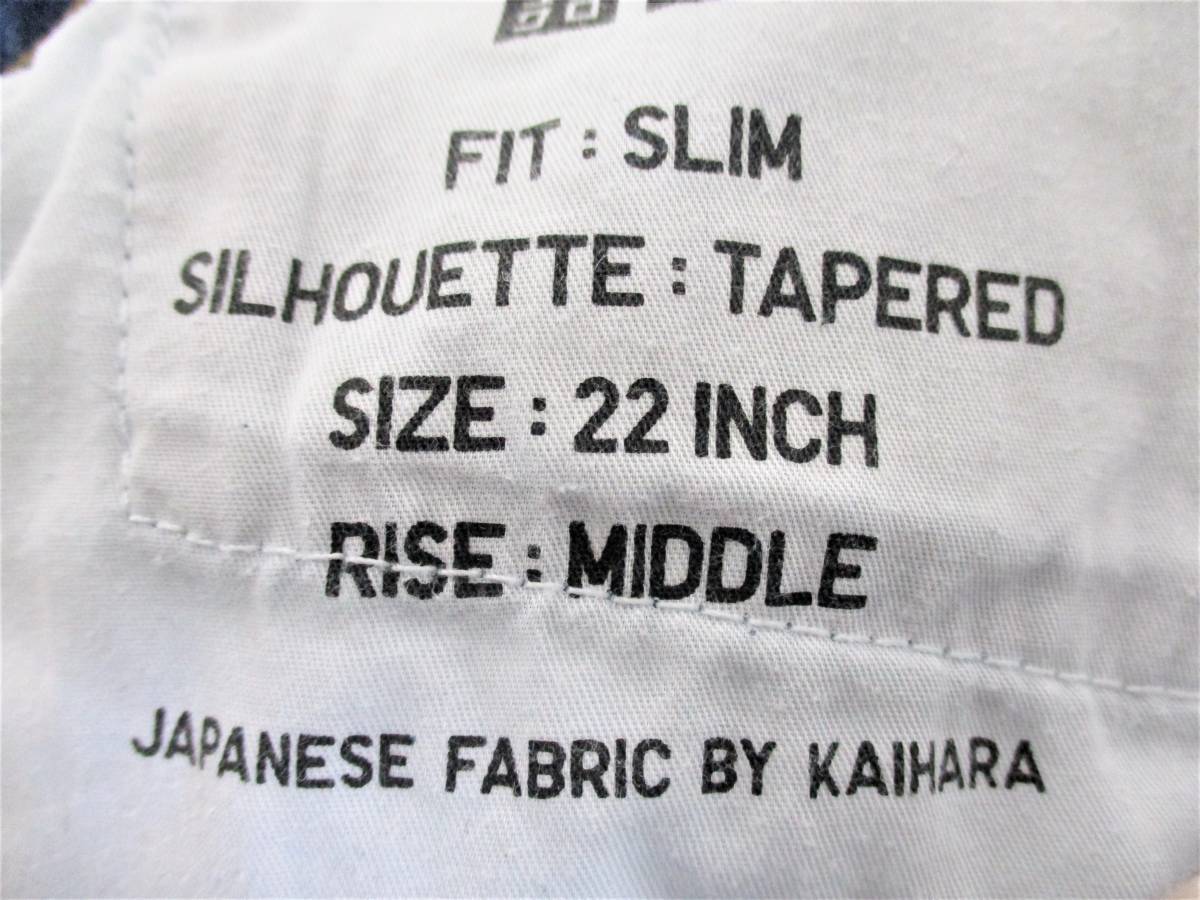 FIT : SLIM
SILHOUETTE : TAPERED
SIZE : 22 INCH
RISE : MIDDLE
JAPANESE FABRIC BY KAIHARA